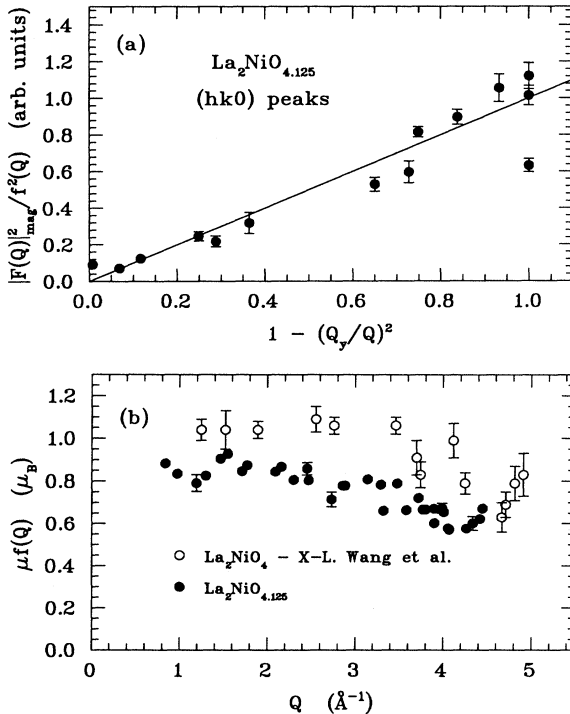 (a)
La2NiO4.125
(hk0) peaks
|F(Q)|²mag/f²(Q) (arb. units)
1.4
1.2
1.0
0.8
0.6
0.4
0.2
0.0
0.0 0.2 0.4 0.6 0.8 1.0
1 − (Qy/Q)²
(b)
μf(Q) (μB)
1.2
1.0
0.8
0.6
0.4
0.2
0.0
La2NiO4 – X-L. Wang et al.
La2NiO4.125
0 1 2 3 4 5
Q (Å⁻¹)